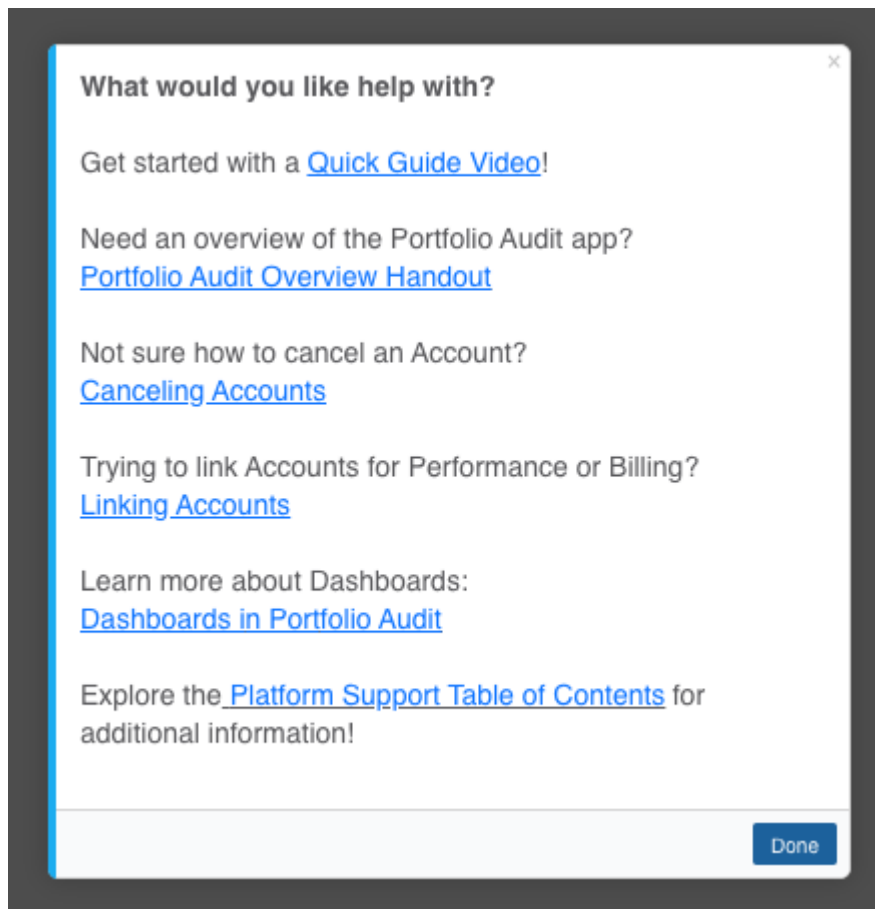 What would you like help with?
Get started with a Quick Guide Video!
Need an overview of the Portfolio Audit app?
Portfolio Audit Overview Handout
Not sure how to cancel an Account?
Canceling Accounts
Trying to link Accounts for Performance or Billing?
Linking Accounts
Learn more about Dashboards:
Dashboards in Portfolio Audit
Explore the Platform Support Table of Contents for
additional information!
Done